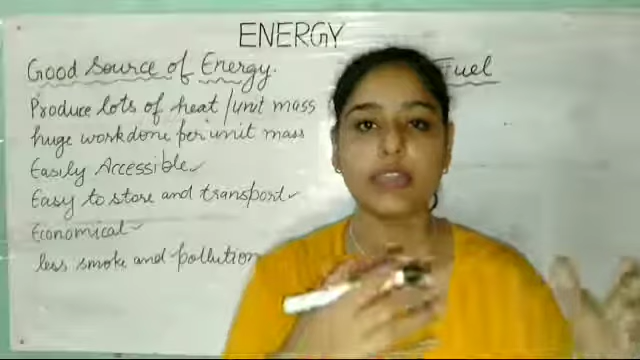 ENERGY
Good Source of Energy.
Fuel
Produce lots of heat/unit mass
huge workdone per unit mass
Easily Accessible
Easy to store and transport
Economical
less smoke and pollution